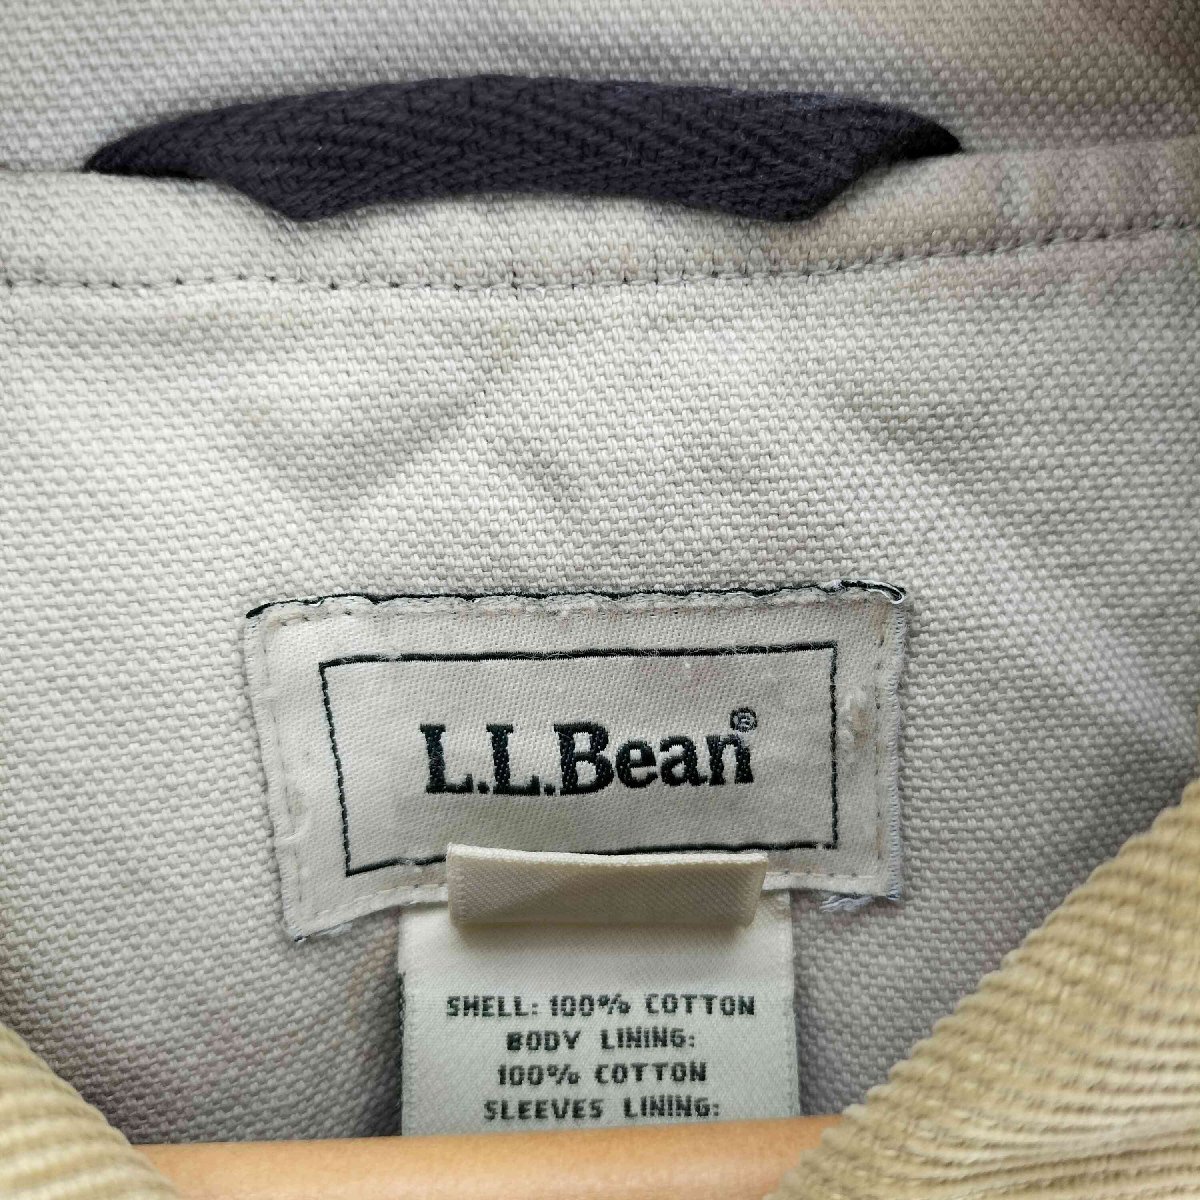 L.L.Bean®
SHELL: 100% COTTON
BODY LINING:
100% COTTON
SLEEVES LINING: